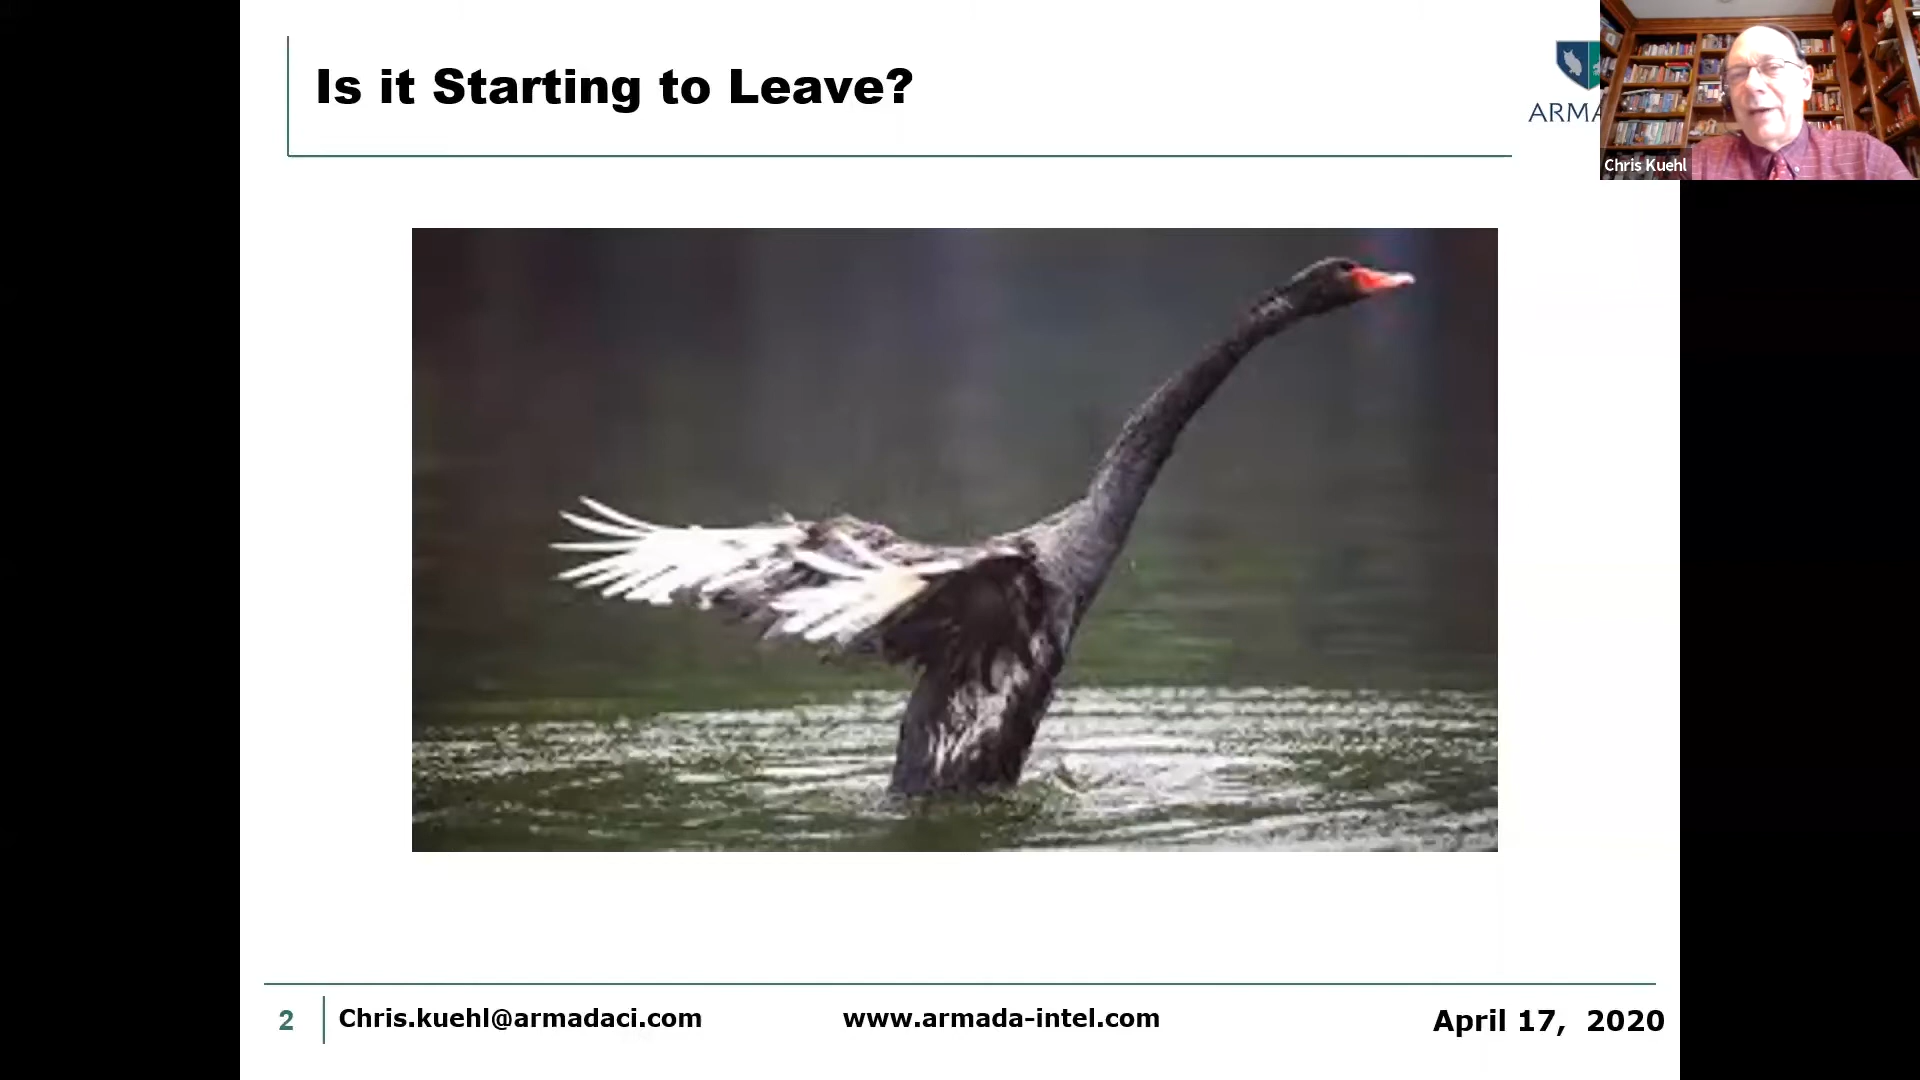 Is it Starting to Leave?
ARMA
Chris Kuehl
2
Chris.kuehl@armadaci.com
www.armada-intel.com
April 17, 2020